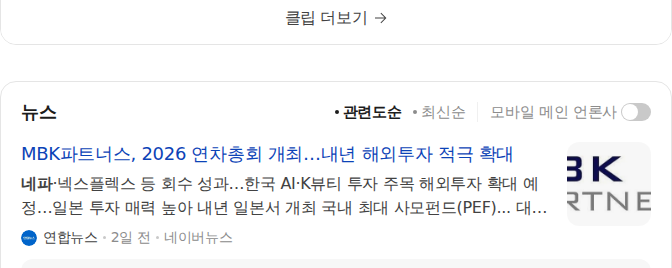 클립 더보기 →
뉴스
• 관련도순 • 최신순 모바일 메인 언론사
MBK파트너스, 2026 연차총회 개최…내년 해외투자 적극 확대
네파·넥스플렉스 등 회수 성과…한국 AI·K뷰티 투자 주목 해외투자 확대 예
정…일본 투자 매력 높아 내년 일본서 개최 국내 최대 사모펀드(PEF)... 대…
BK
RTNE
연합뉴스 · 2일 전 · 네이버뉴스